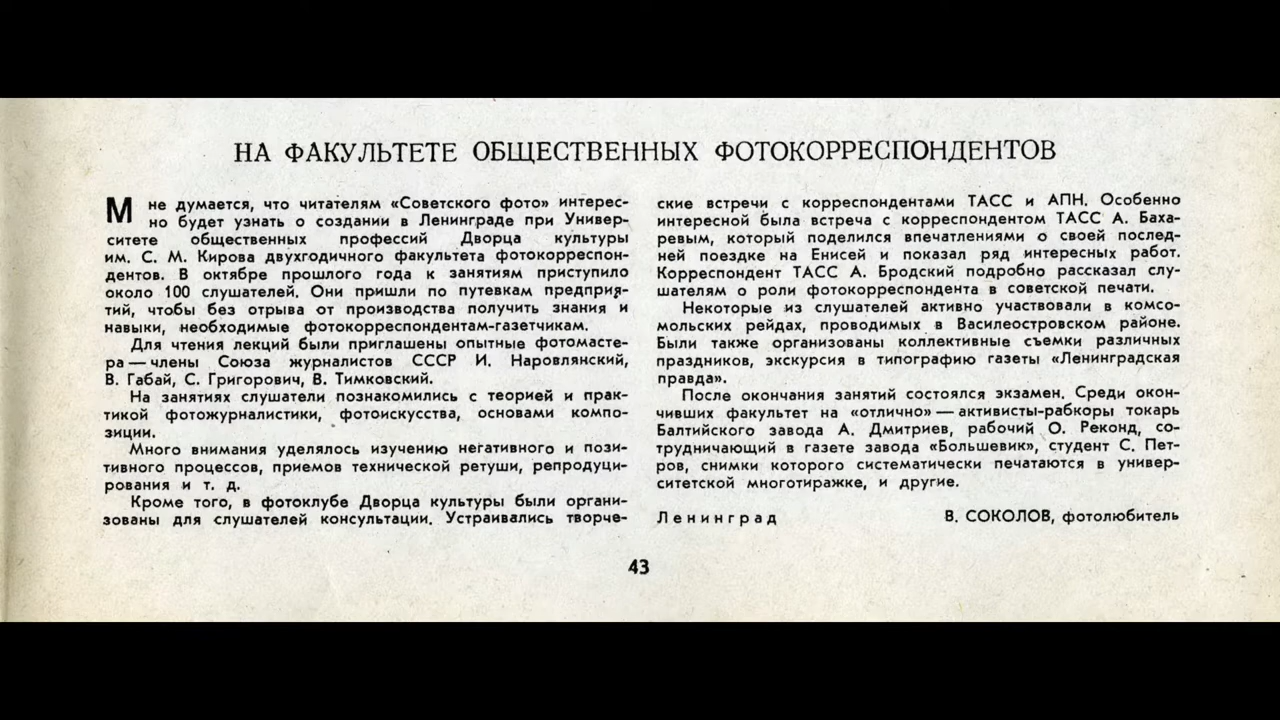 НА ФАКУЛЬТЕТЕ ОБЩЕСТВЕННЫХ ФОТОКОРРЕСПОНДЕНТОВ
Мне думается, что читателям «Советского фото» интерес-
но будет узнать о создании в Ленинграде при Универ-
ситете общественных профессий Дворца культуры
им. С. М. Кирова двухгодичного факультета фотокорреспон-
дентов. В октябре прошлого года к занятиям приступило
около 100 слушателей. Они пришли по путевкам предприя-
тий, чтобы без отрыва от производства получить знания и
навыки, необходимые фотокорреспондентам-газетчикам.
Для чтения лекций были приглашены опытные фотомасте-
ра — члены Союза журналистов СССР И. Наровлянский,
В. Габай, С. Григорович, В. Тимковский.
На занятиях слушатели познакомились с теорией и прак-
тикой фотожурналистики, фотоискусства, основами компо-
зиции.
Много внимания уделялось изучению негативного и пози-
тивного процессов, приемов технической ретуши, репродуци-
рования и т. д.
Кроме того, в фотоклубе Дворца культуры были органи-
зованы для слушателей консультации. Устраивались творче-
ские встречи с корреспондентами ТАСС и АПН. Особенно
интересной была встреча с корреспондентом ТАСС А. Баха-
ревым, который поделился впечатлениями о своей послед-
ней поездке на Енисей и показал ряд интересных работ.
Корреспондент ТАСС А. Бродский подробно рассказал слу-
шателям о роли фотокорреспондента в советской печати.
Некоторые из слушателей активно участвовали в комсо-
мольских рейдах, проводимых в Василеостровском районе.
Были также организованы коллективные съемки различных
праздников, экскурсия в типографию газеты «Ленинградская
правда».
После окончания занятий состоялся экзамен. Среди окон-
чивших факультет на «отлично» — активисты-рабкоры токарь
Балтийского завода А. Дмитриев, рабочий О. Реконд, со-
трудничающий в газете завода «Большевик», студент С. Пет-
ров, снимки которого систематически печатаются в универ-
ситетской многотиражке, и другие.
Ленинград В. СОКОЛОВ, фотолюбитель
43